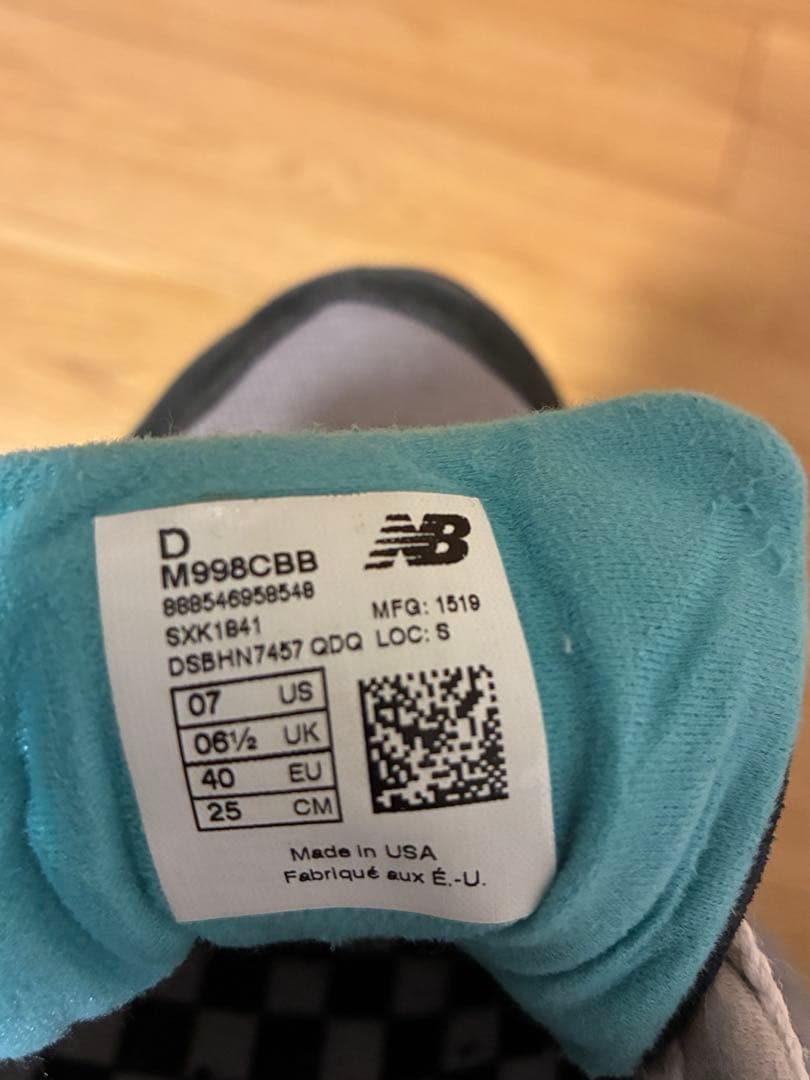 D
NB
M998CBB
888546958548
MFG: 1519
SXK1841
LOC: S
DSBHN7457 QDQ
07 US
06½ UK
40 EU
25 CM
Made in USA
Fabriqué aux É.-U.